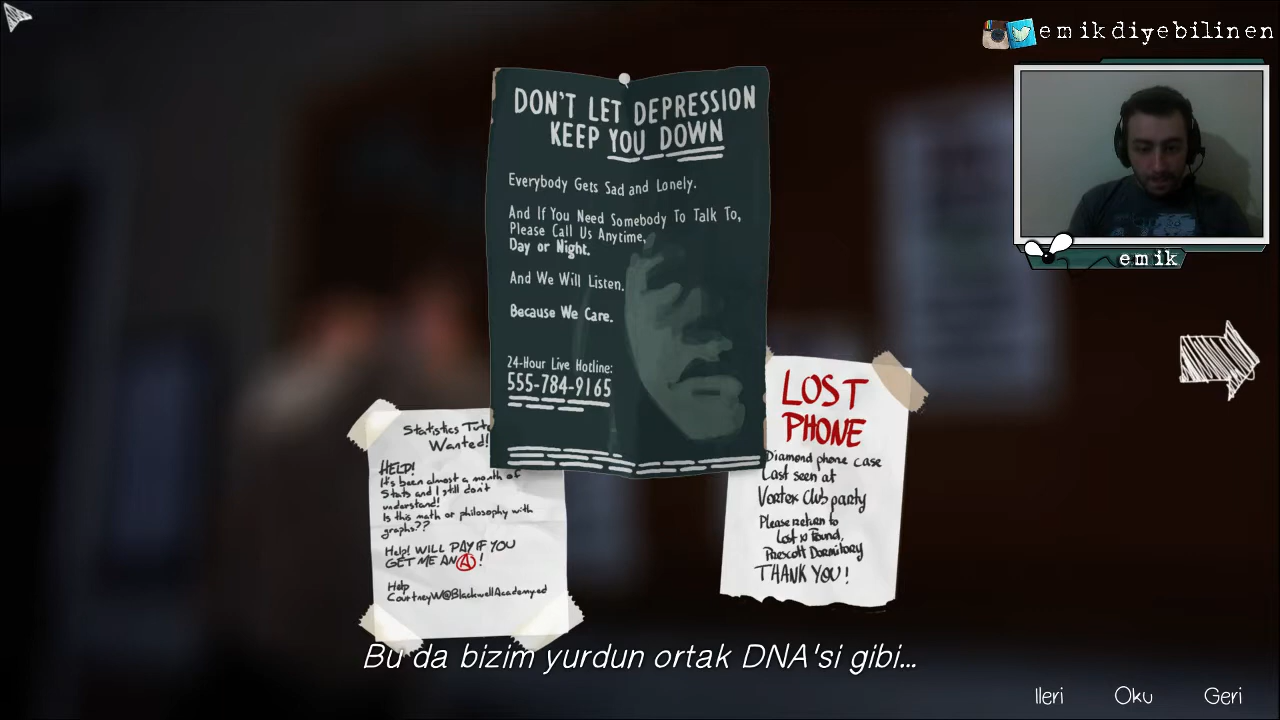 emikdiyebilinen
emik
DON'T LET DEPRESSION
KEEP YOU DOWN
Everybody Gets Sad and Lonely.
And If You Need Somebody To Talk To,
Please Call Us Anytime,
Day or Night.
And We Will Listen.
Because We Care.
24-Hour Live Hotline:
555-784-9165
Statistics Tut
Wanted!
HELP!
It's been almost a month of
Stats and I still don't
understand!
Is this math or philosophy with
graphs??
Help! WILL PAY IF YOU
GET ME AN A!
Help
CourtneyW@BlackwellAcademy.ed
LOST
PHONE
Diamond phone case
Last seen at
Vortex Club party
Please return to
Lost & Found,
Prescott Dormitory
THANK YOU!
Bu da bizim yurdun ortak DNA'si gibi...
Ileri Oku Geri